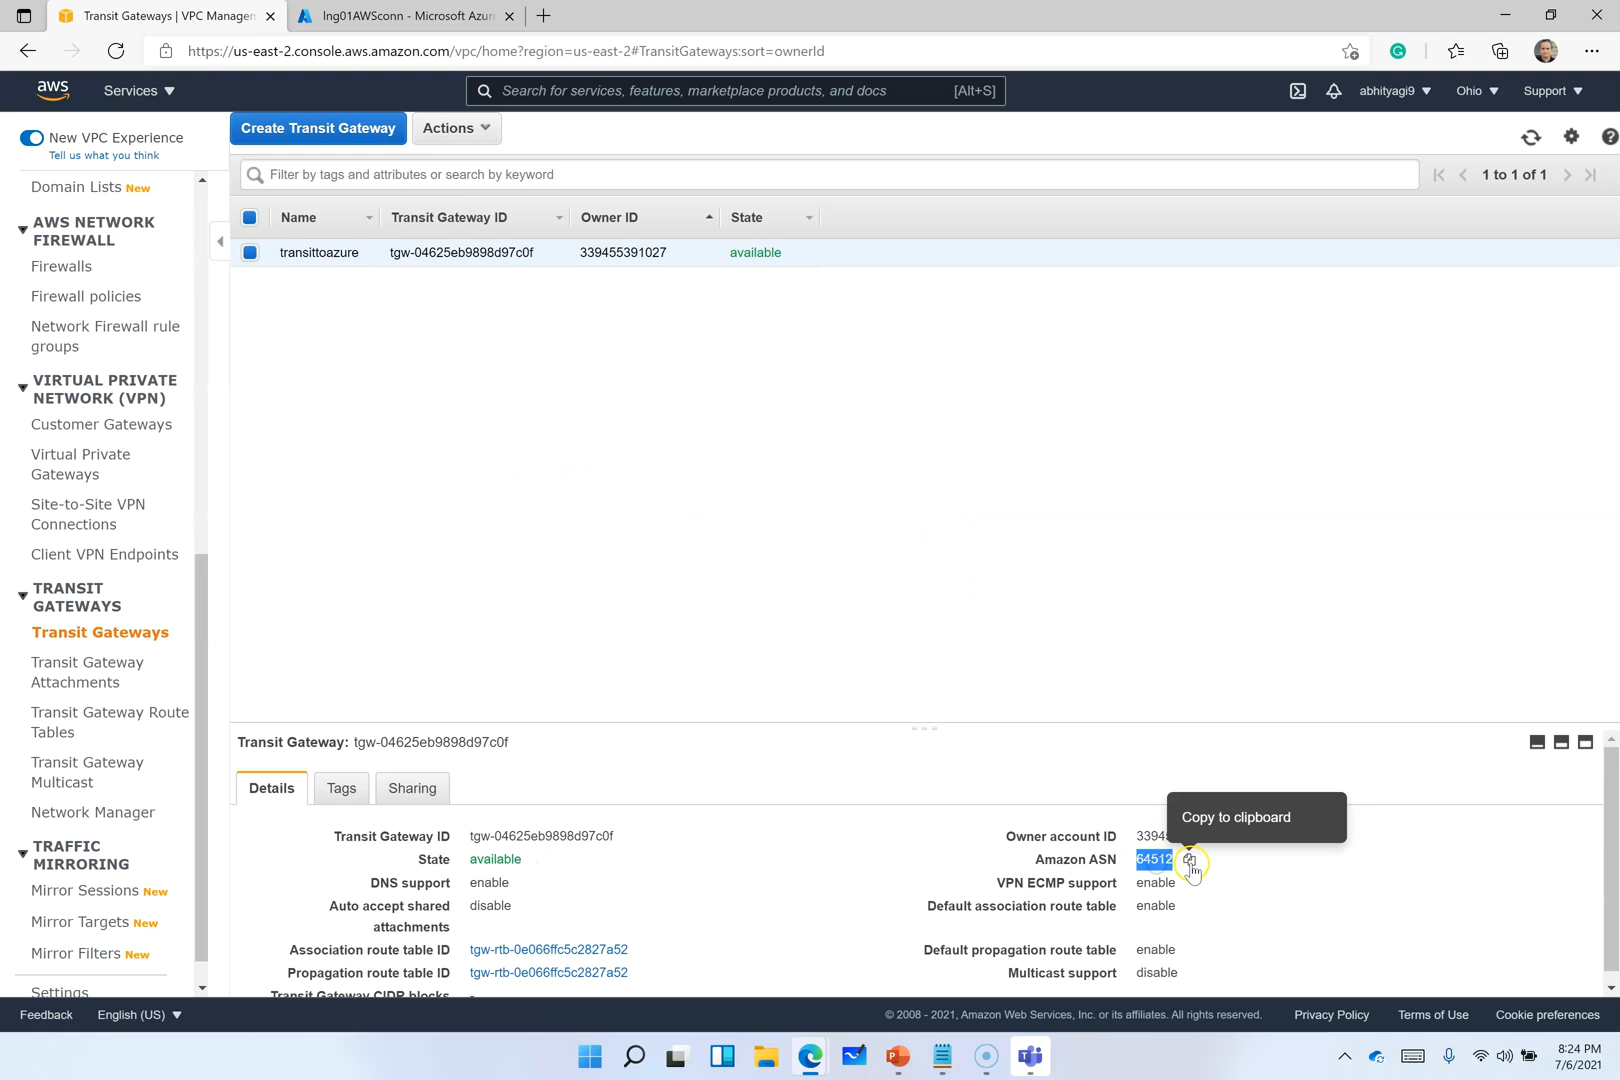 Transit Gateways | VPC Managem
lng01AWSconn - Microsoft Azur
https://us-east-2.console.aws.amazon.com/vpc/home?region=us-east-2#TransitGateways:sort=ownerId
aws
Services
Search for services, features, marketplace products, and docs
[Alt+S]
abhityagi9
Ohio
Support
New VPC Experience
Tell us what you think
Create Transit Gateway
Actions
Filter by tags and attributes or search by keyword
1 to 1 of 1
Name
Transit Gateway ID
Owner ID
State
transittoazure
tgw-04625eb9898d97c0f
339455391027
available
Domain Lists New
AWS NETWORK
FIREWALL
Firewalls
Firewall policies
Network Firewall rule
groups
VIRTUAL PRIVATE
NETWORK (VPN)
Customer Gateways
Virtual Private
Gateways
Site-to-Site VPN
Connections
Client VPN Endpoints
TRANSIT
GATEWAYS
Transit Gateways
Transit Gateway
Attachments
Transit Gateway Route
Tables
Transit Gateway
Multicast
Network Manager
TRAFFIC
MIRRORING
Mirror Sessions New
Mirror Targets New
Mirror Filters New
Settings
Transit Gateway: tgw-04625eb9898d97c0f
Details
Tags
Sharing
Copy to clipboard
Transit Gateway ID tgw-04625eb9898d97c0f
State available
DNS support enable
Auto accept shared
attachments
disable
Association route table ID tgw-rtb-0e066ffc5c2827a52
Propagation route table ID tgw-rtb-0e066ffc5c2827a52
Transit Gateway CIDR blocks -
Owner account ID 3394
Amazon ASN 64512
VPN ECMP support enable
Default association route table enable
Default propagation route table enable
Multicast support disable
Feedback
English (US)
© 2008 - 2021, Amazon Web Services, Inc. or its affiliates. All rights reserved.
Privacy Policy
Terms of Use
Cookie preferences
8:24 PM
7/6/2021